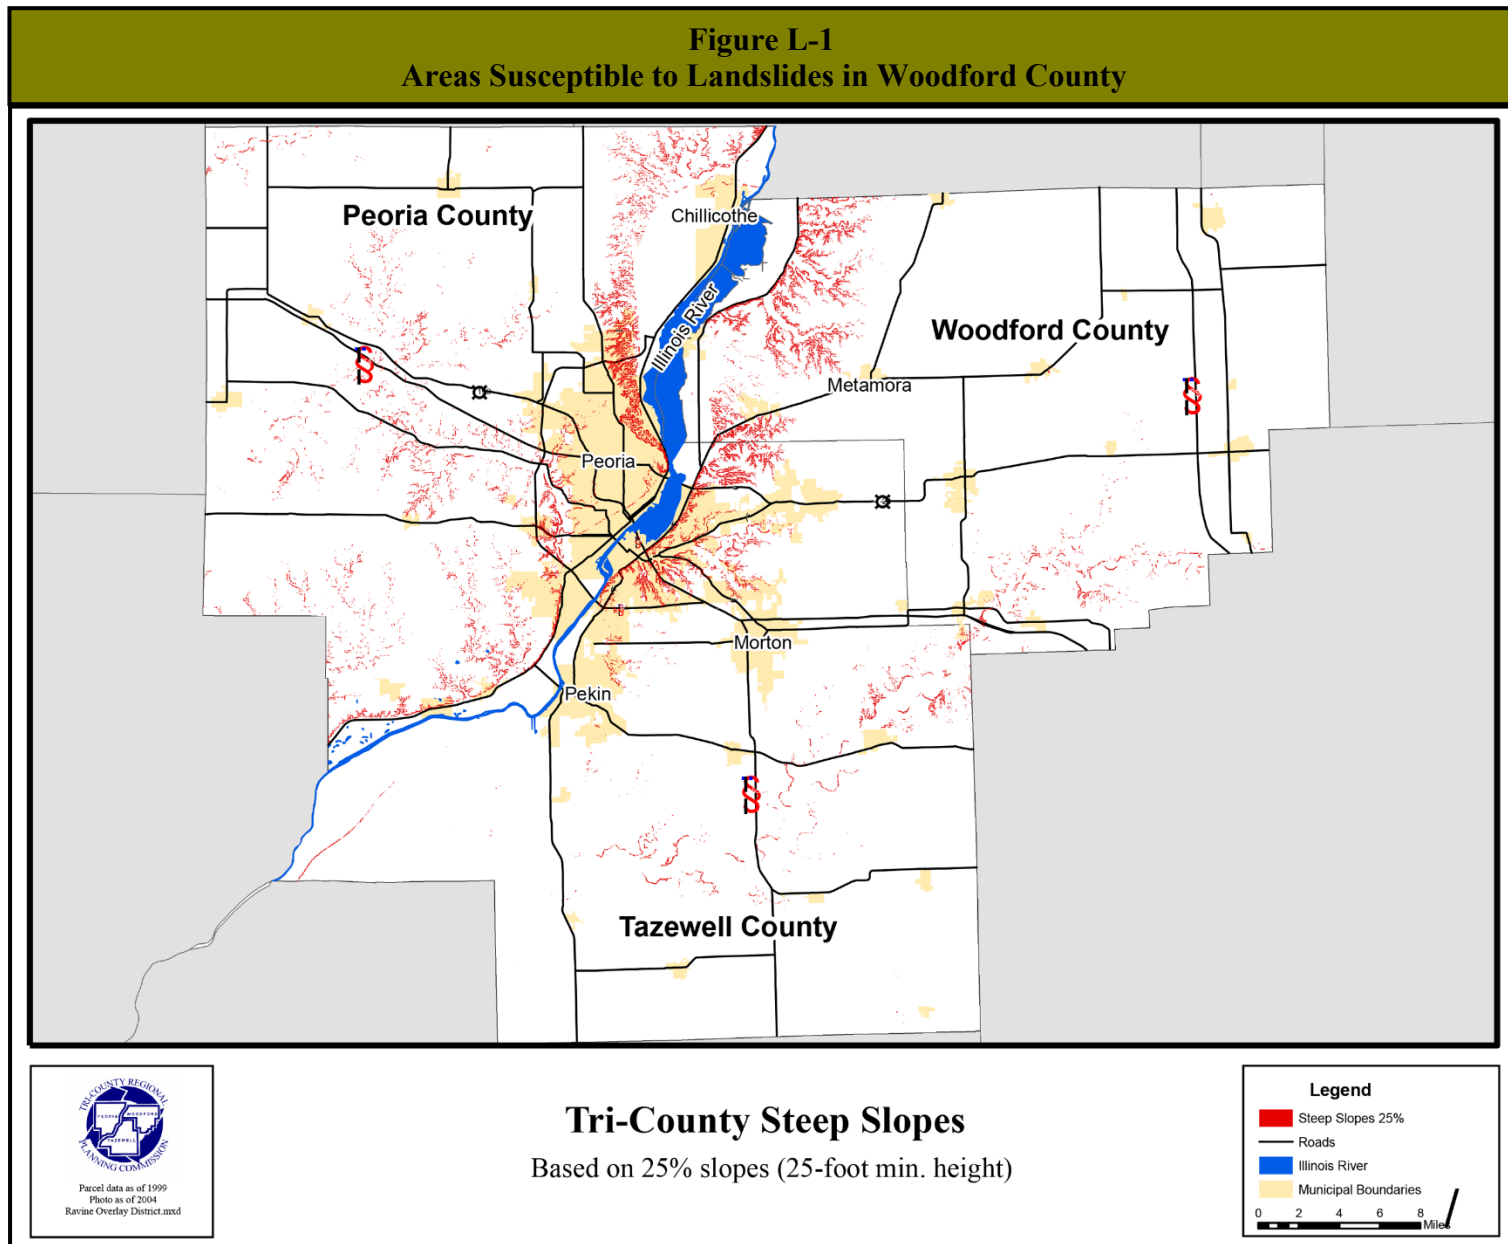 Figure L-1
Areas Susceptible to Landslides in Woodford County
Peoria County
Chillicothe
Illinois River
Woodford County
Metamora
Peoria
Morton
Pekin
Tazewell County
TRI-COUNTY REGIONAL
PEORIA
WOODFORD
TAZEWELL
PLANNING COMMISSION
Parcel data as of 1999
Photo as of 2004
Ravine Overlay District.mxd
Tri-County Steep Slopes
Based on 25% slopes (25-foot min. height)
Legend
Steep Slopes 25%
Roads
Illinois River
Municipal Boundaries
0 2 4 6 8
Miles